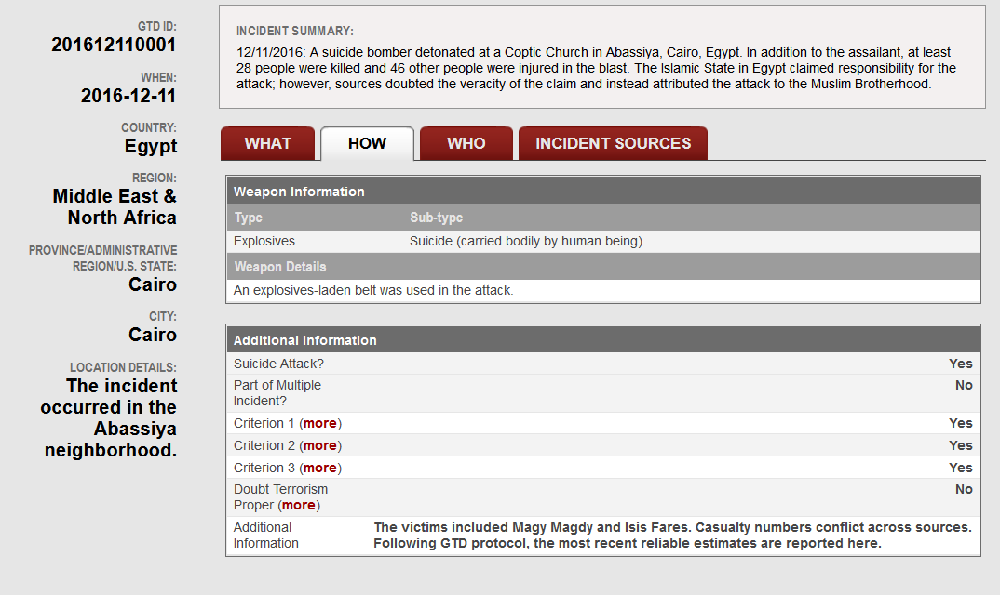 GTD ID:
201612110001
WHEN:
2016-12-11
COUNTRY:
Egypt
REGION:
Middle East &
North Africa
PROVINCE/ADMINISTRATIVE
REGION/U.S. STATE:
Cairo
CITY:
Cairo
LOCATION DETAILS:
The incident
occurred in the
Abassiya
neighborhood.
INCIDENT SUMMARY:
12/11/2016: A suicide bomber detonated at a Coptic Church in Abassiya, Cairo, Egypt. In addition to the assailant, at least
28 people were killed and 46 other people were injured in the blast. The Islamic State in Egypt claimed responsibility for the
attack; however, sources doubted the veracity of the claim and instead attributed the attack to the Muslim Brotherhood.
WHAT HOW WHO INCIDENT SOURCES
Weapon Information
Type Sub-type
Explosives Suicide (carried bodily by human being)
Weapon Details
An explosives-laden belt was used in the attack.
Additional Information
Suicide Attack? Yes
Part of Multiple No
Incident?
Criterion 1 (more) Yes
Criterion 2 (more) Yes
Criterion 3 (more) Yes
Doubt Terrorism No
Proper (more)
Additional The victims included Magy Magdy and Isis Fares. Casualty numbers conflict across sources.
Information Following GTD protocol, the most recent reliable estimates are reported here.